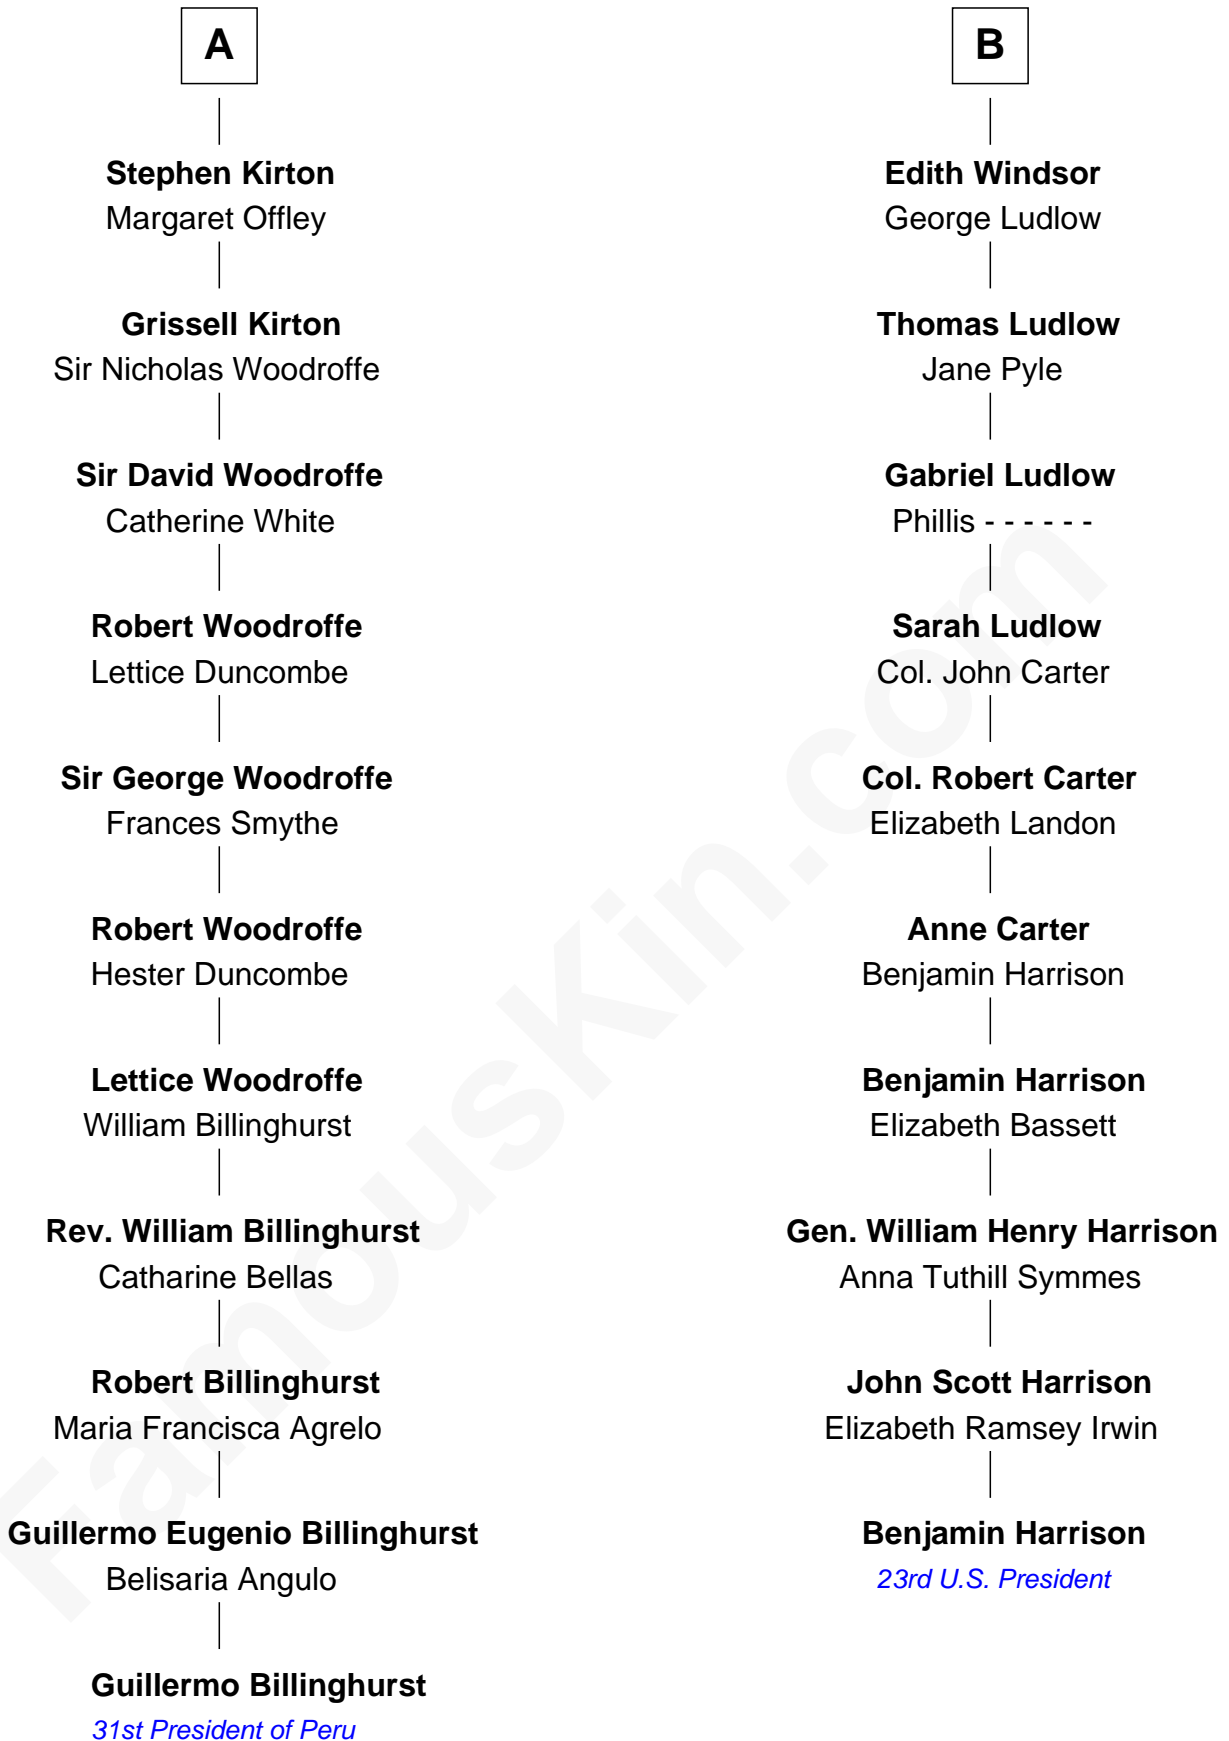 A
Stephen Kirton
Margaret Offley
Grissell Kirton
Sir Nicholas Woodroffe
Sir David Woodroffe
Catherine White
Robert Woodroffe
Lettice Duncombe
Sir George Woodroffe
Frances Smythe
Robert Woodroffe
Hester Duncombe
Lettice Woodroffe
William Billinghurst
Rev. William Billinghurst
Catharine Bellas
Robert Billinghurst
Maria Francisca Agrelo
Guillermo Eugenio Billinghurst
Belisaria Angulo
Guillermo Billinghurst
31st President of Peru
B
Edith Windsor
George Ludlow
Thomas Ludlow
Jane Pyle
Gabriel Ludlow
Phillis - - - - - -
Sarah Ludlow
Col. John Carter
Col. Robert Carter
Elizabeth Landon
Anne Carter
Benjamin Harrison
Benjamin Harrison
Elizabeth Bassett
Gen. William Henry Harrison
Anna Tuthill Symmes
John Scott Harrison
Elizabeth Ramsey Irwin
Benjamin Harrison
23rd U.S. President
FamousKin.com